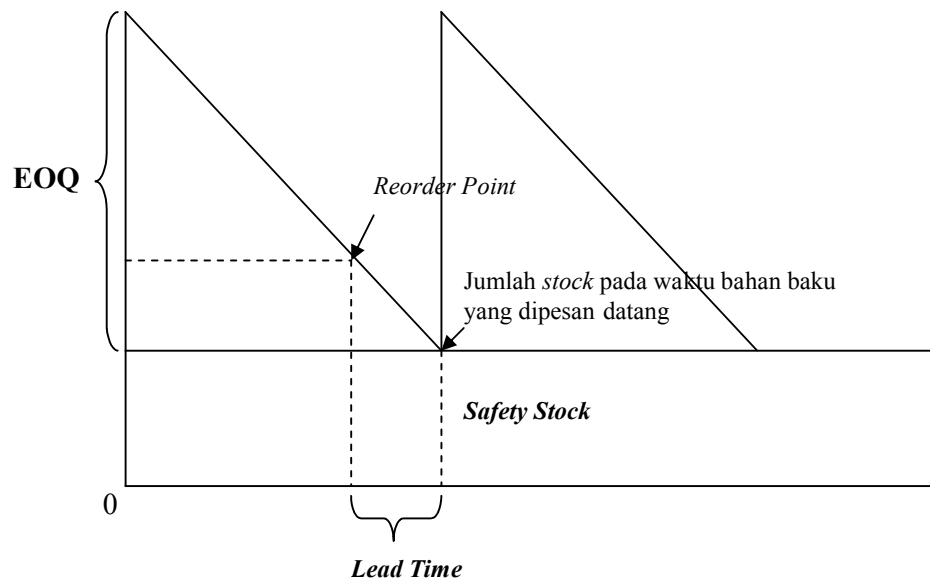 EOQ
Reorder Point
Jumlah stock pada waktu bahan baku
yang dipesan datang
Safety Stock
0
Lead Time